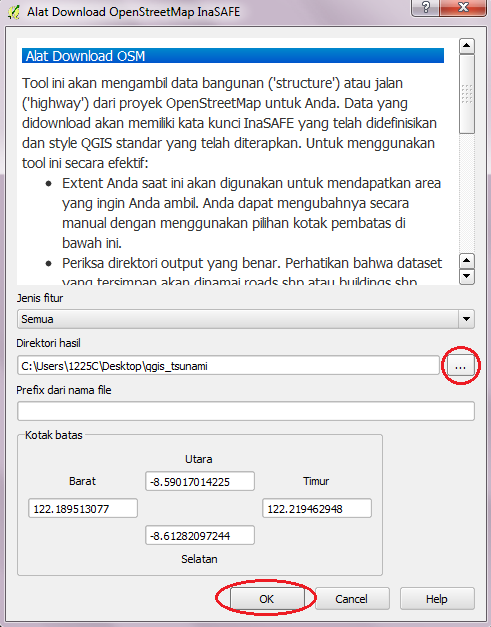 Alat Download OpenStreetMap InaSAFE
Alat Download OSM
Tool ini akan mengambil data bangunan ('structure') atau jalan
('highway') dari proyek OpenStreetMap untuk Anda. Data yang
didownload akan memiliki kata kunci InaSAFE yang telah didefinisikan
dan style QGIS standar yang telah diterapkan. Untuk menggunakan
tool ini secara efektif:
• Extent Anda saat ini akan digunakan untuk mendapatkan area
yang ingin Anda ambil. Anda dapat mengubahnya secara
manual dengan menggunakan pilihan kotak pembatas di
bawah ini.
• Periksa direktori output yang benar. Perhatikan bahwa dataset
yang tersimpan akan dinamai roads.shp atau buildings.shp
Jenis fitur
Semua
Direktori hasil
C:\Users\1225C\Desktop\qgis_tsunami
...
Prefix dari nama file
Kotak batas
Utara
Barat
-8.59017014225
Timur
122.189513077
122.219462948
-8.61282097244
Selatan
OK
Cancel
Help